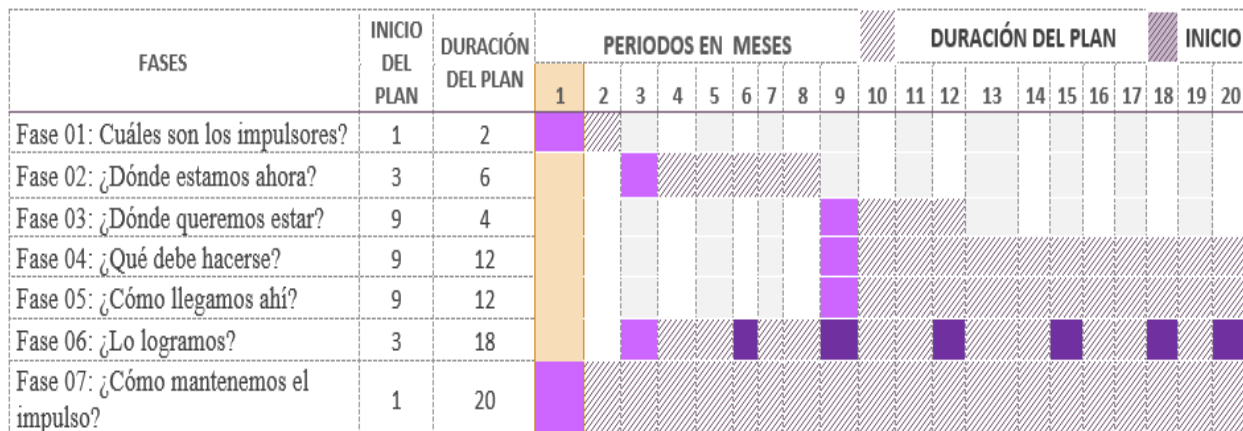 FASES INICIO DEL PLAN DURACIÓN DEL PLAN PERIODOS EN MESES DURACIÓN DEL PLAN INICIO
1 2 3 4 5 6 7 8 9 10 11 12 13 14 15 16 17 18 19 20
Fase 01: Cuáles son los impulsores? 1 2
Fase 02: ¿Dónde estamos ahora? 3 6
Fase 03: ¿Dónde queremos estar? 9 4
Fase 04: ¿Qué debe hacerse? 9 12
Fase 05: ¿Cómo llegamos ahí? 9 12
Fase 06: ¿Lo logramos? 3 18
Fase 07: ¿Cómo mantenemos el
impulso? 1 20